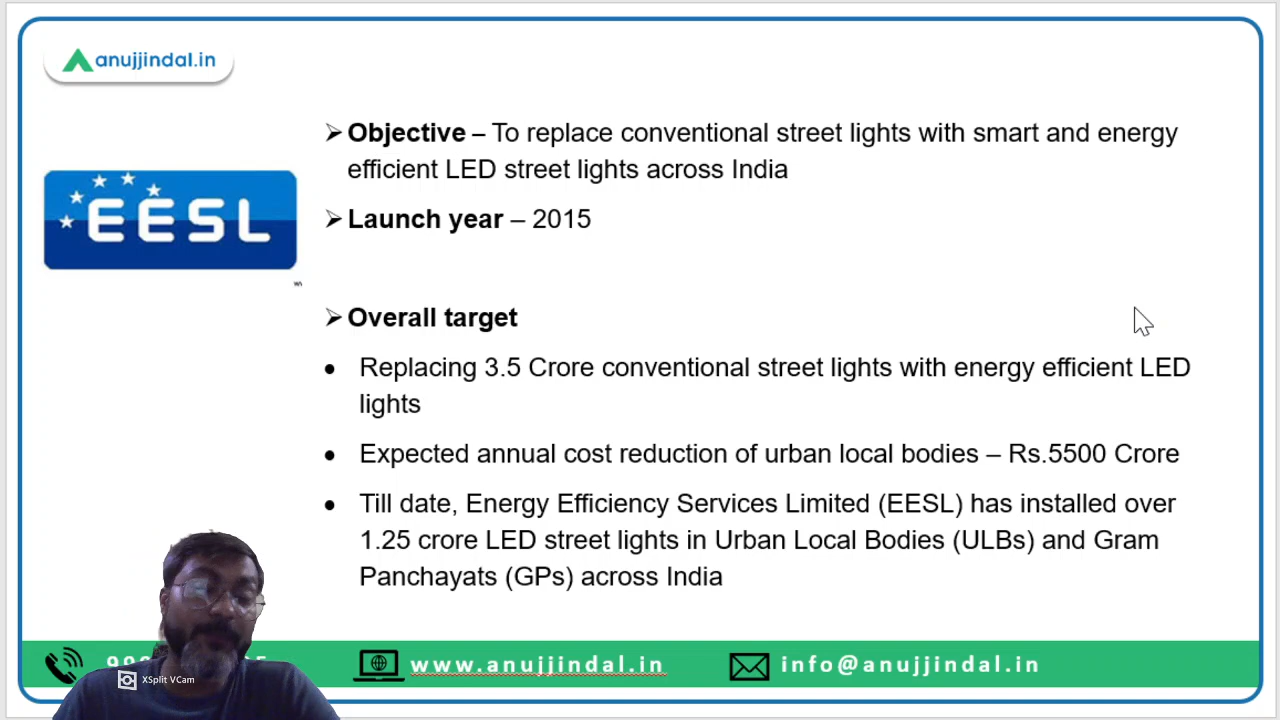 anujjindal.in
➢ Objective – To replace conventional street lights with smart and energy
efficient LED street lights across India
EESL
➢ Launch year – 2015
➢ Overall target
• Replacing 3.5 Crore conventional street lights with energy efficient LED
lights
• Expected annual cost reduction of urban local bodies – Rs.5500 Crore
• Till date, Energy Efficiency Services Limited (EESL) has installed over
1.25 crore LED street lights in Urban Local Bodies (ULBs) and Gram
Panchayats (GPs) across India
www.anujjindal.in
info@anujjindal.in
XSplit VCam